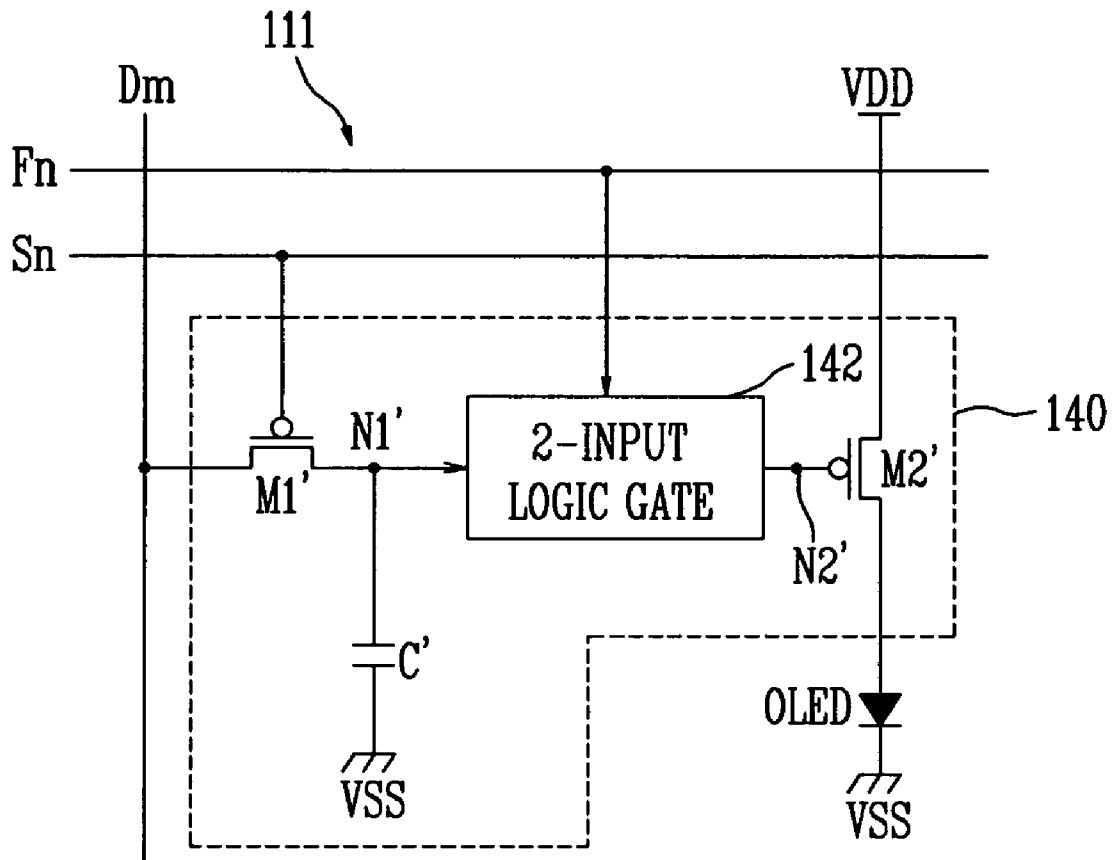 111
Dm
VDD
Fn
Sn
142
140
N1'
2-INPUT
LOGIC GATE
M1'
M2'
N2'
C'
OLED
VSS
VSS